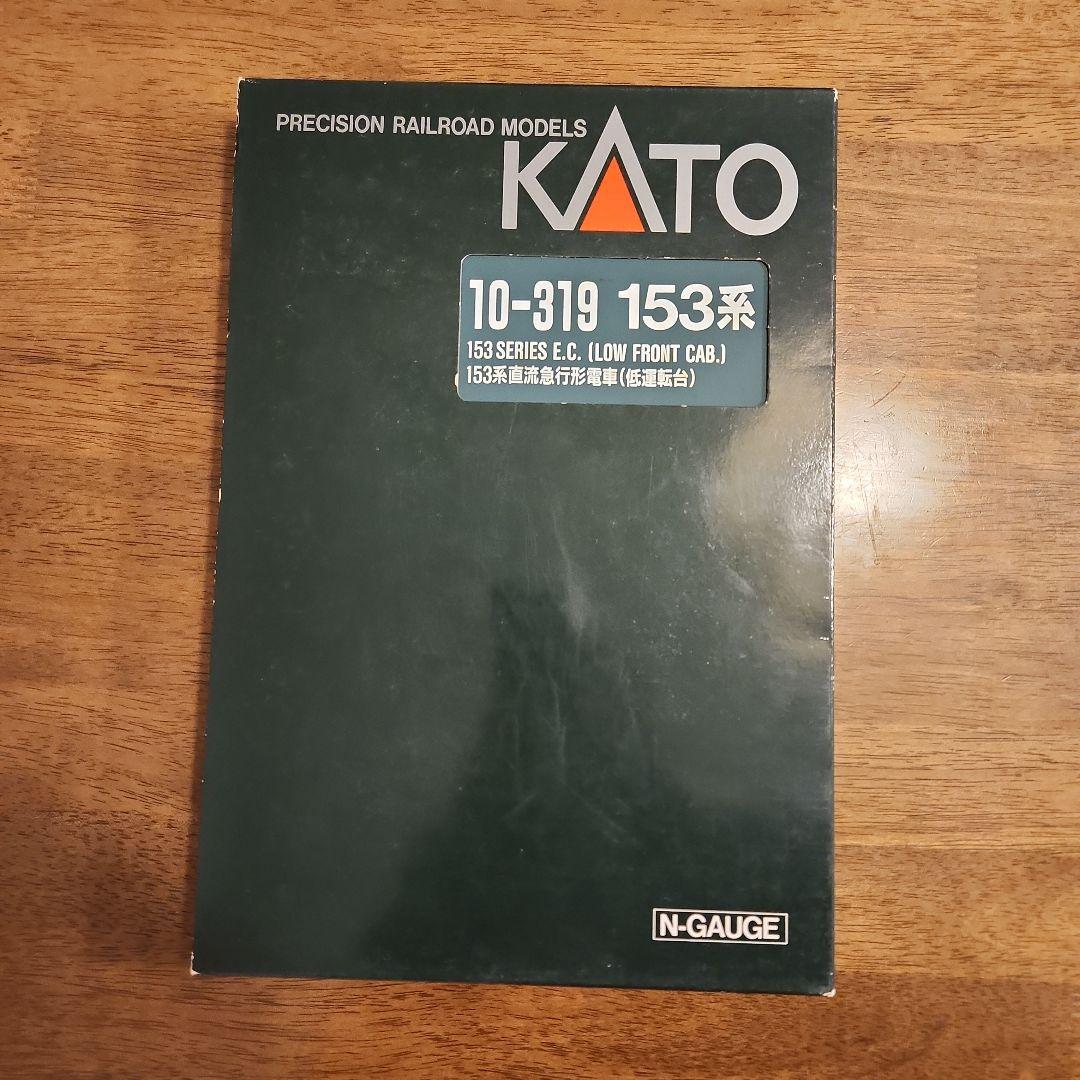 PRECISION RAILROAD MODELS
KATO
10-319 153系
153 SERIES E.C. (LOW FRONT CAB.)
153系直流急行形電車(低運転台)
N-GAUGE